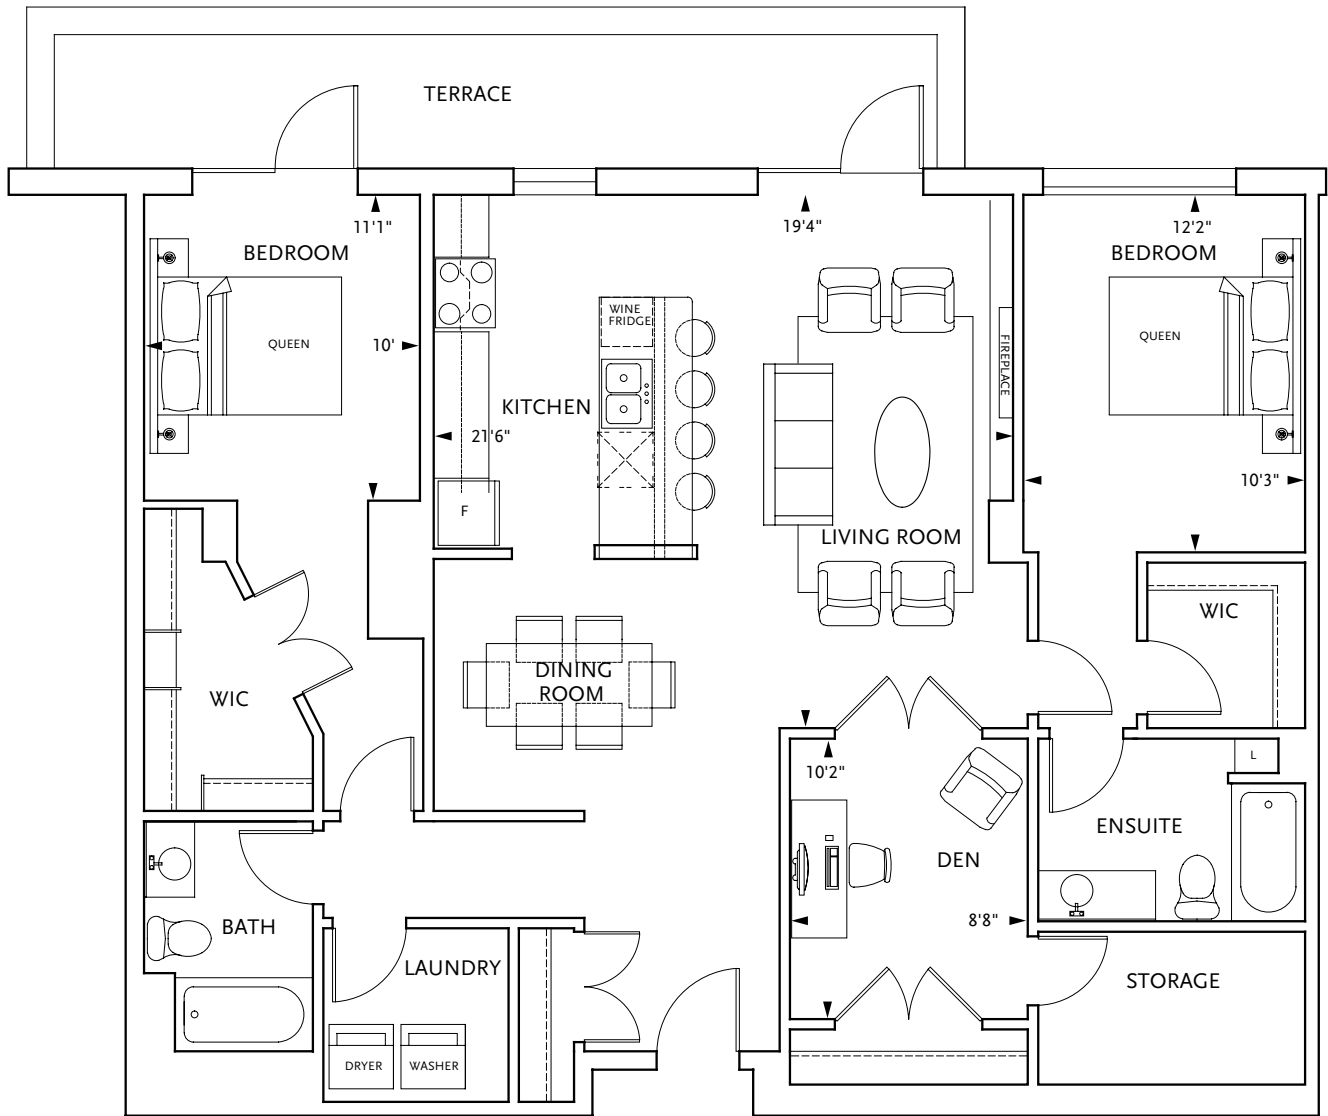 TERRACE
11'1"
19'4"
12'2"
BEDROOM
BEDROOM
WINE
FRIDGE
QUEEN
10'
QUEEN
FIREPLACE
KITCHEN
21'6"
10'3"
F
LIVING ROOM
WIC
DINING
ROOM
WIC
10'2"
L
ENSUITE
DEN
BATH
8'8"
LAUNDRY
STORAGE
DRYER
WASHER